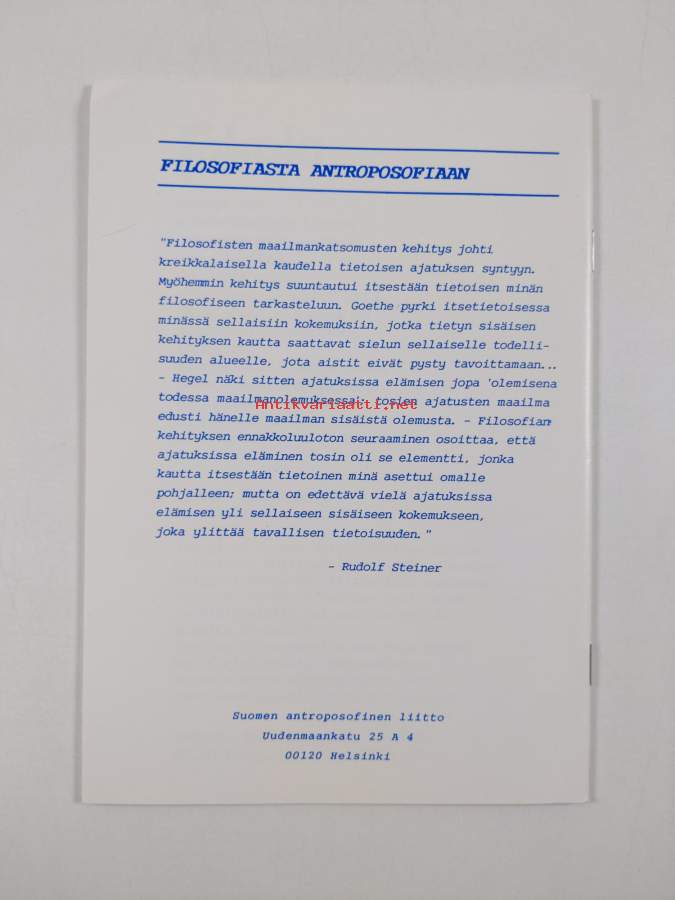 FILOSOFIASTA ANTROPOSOFIAAN
"Filosofisten maailmankatsomusten kehitys johti
kreikkalaisella kaudella tietoisen ajatuksen syntyyn.
Myöhemmin kehitys suuntautui itsestään tietoisen minän
filosofiseen tarkasteluun. Goethe pyrki itsetietoisessa
minässä sellaisiin kokemuksiin, jotka tietyn sisäisen
kehityksen kautta saattavat sielun sellaiselle todelli-
suuden alueelle, jota aistit eivät pysty tavoittamaan...
- Hegel näki sitten ajatuksissa elämisen jopa 'olemisena
todessa maailmanolemuksessa': tosien ajatusten maailma
Antikvariaatti.net
edusti hänelle maailman sisäistä olemusta. - Filosofian
kehityksen ennakkoluuloton seuraaminen osoittaa, että
ajatuksissa eläminen tosin oli se elementti, jonka
kautta itsestään tietoinen minä asettui omalle
pohjalleen; mutta on edettävä vielä ajatuksissa
elämisen yli sellaiseen sisäiseen kokemukseen,
joka ylittää tavallisen tietoisuuden."
- Rudolf Steiner
Suomen antroposofinen liitto
Uudenmaankatu 25 A 4
00120 Helsinki